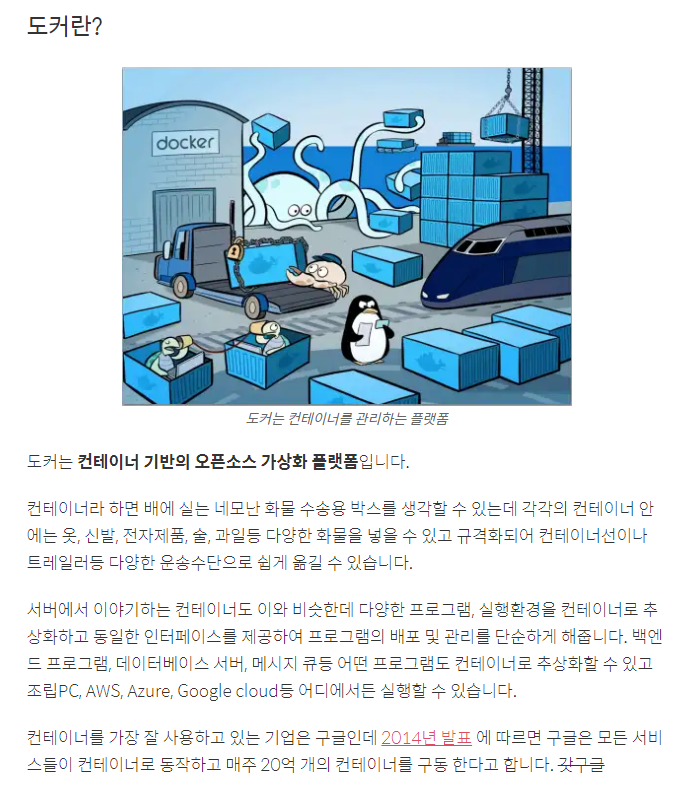 도커란?
docker
도커는 컨테이너를 관리하는 플랫폼
도커는 컨테이너 기반의 오픈소스 가상화 플랫폼입니다.
컨테이너라 하면 배에 실는 네모난 화물 수송용 박스를 생각할 수 있는데 각각의 컨테이너 안
에는 옷, 신발, 전자제품, 술, 과일등 다양한 화물을 넣을 수 있고 규격화되어 컨테이너선이나
트레일러등 다양한 운송수단으로 쉽게 옮길 수 있습니다.
서버에서 이야기하는 컨테이너도 이와 비슷한데 다양한 프로그램, 실행환경을 컨테이너로 추
상화하고 동일한 인터페이스를 제공하여 프로그램의 배포 및 관리를 단순하게 해줍니다. 백엔
드 프로그램, 데이터베이스 서버, 메시지 큐등 어떤 프로그램도 컨테이너로 추상화할 수 있고
조립PC, AWS, Azure, Google cloud등 어디에서든 실행할 수 있습니다.
컨테이너를 가장 잘 사용하고 있는 기업은 구글인데 2014년 발표 에 따르면 구글은 모든 서비
스들이 컨테이너로 동작하고 매주 20억 개의 컨테이너를 구동 한다고 합니다. 갓구글